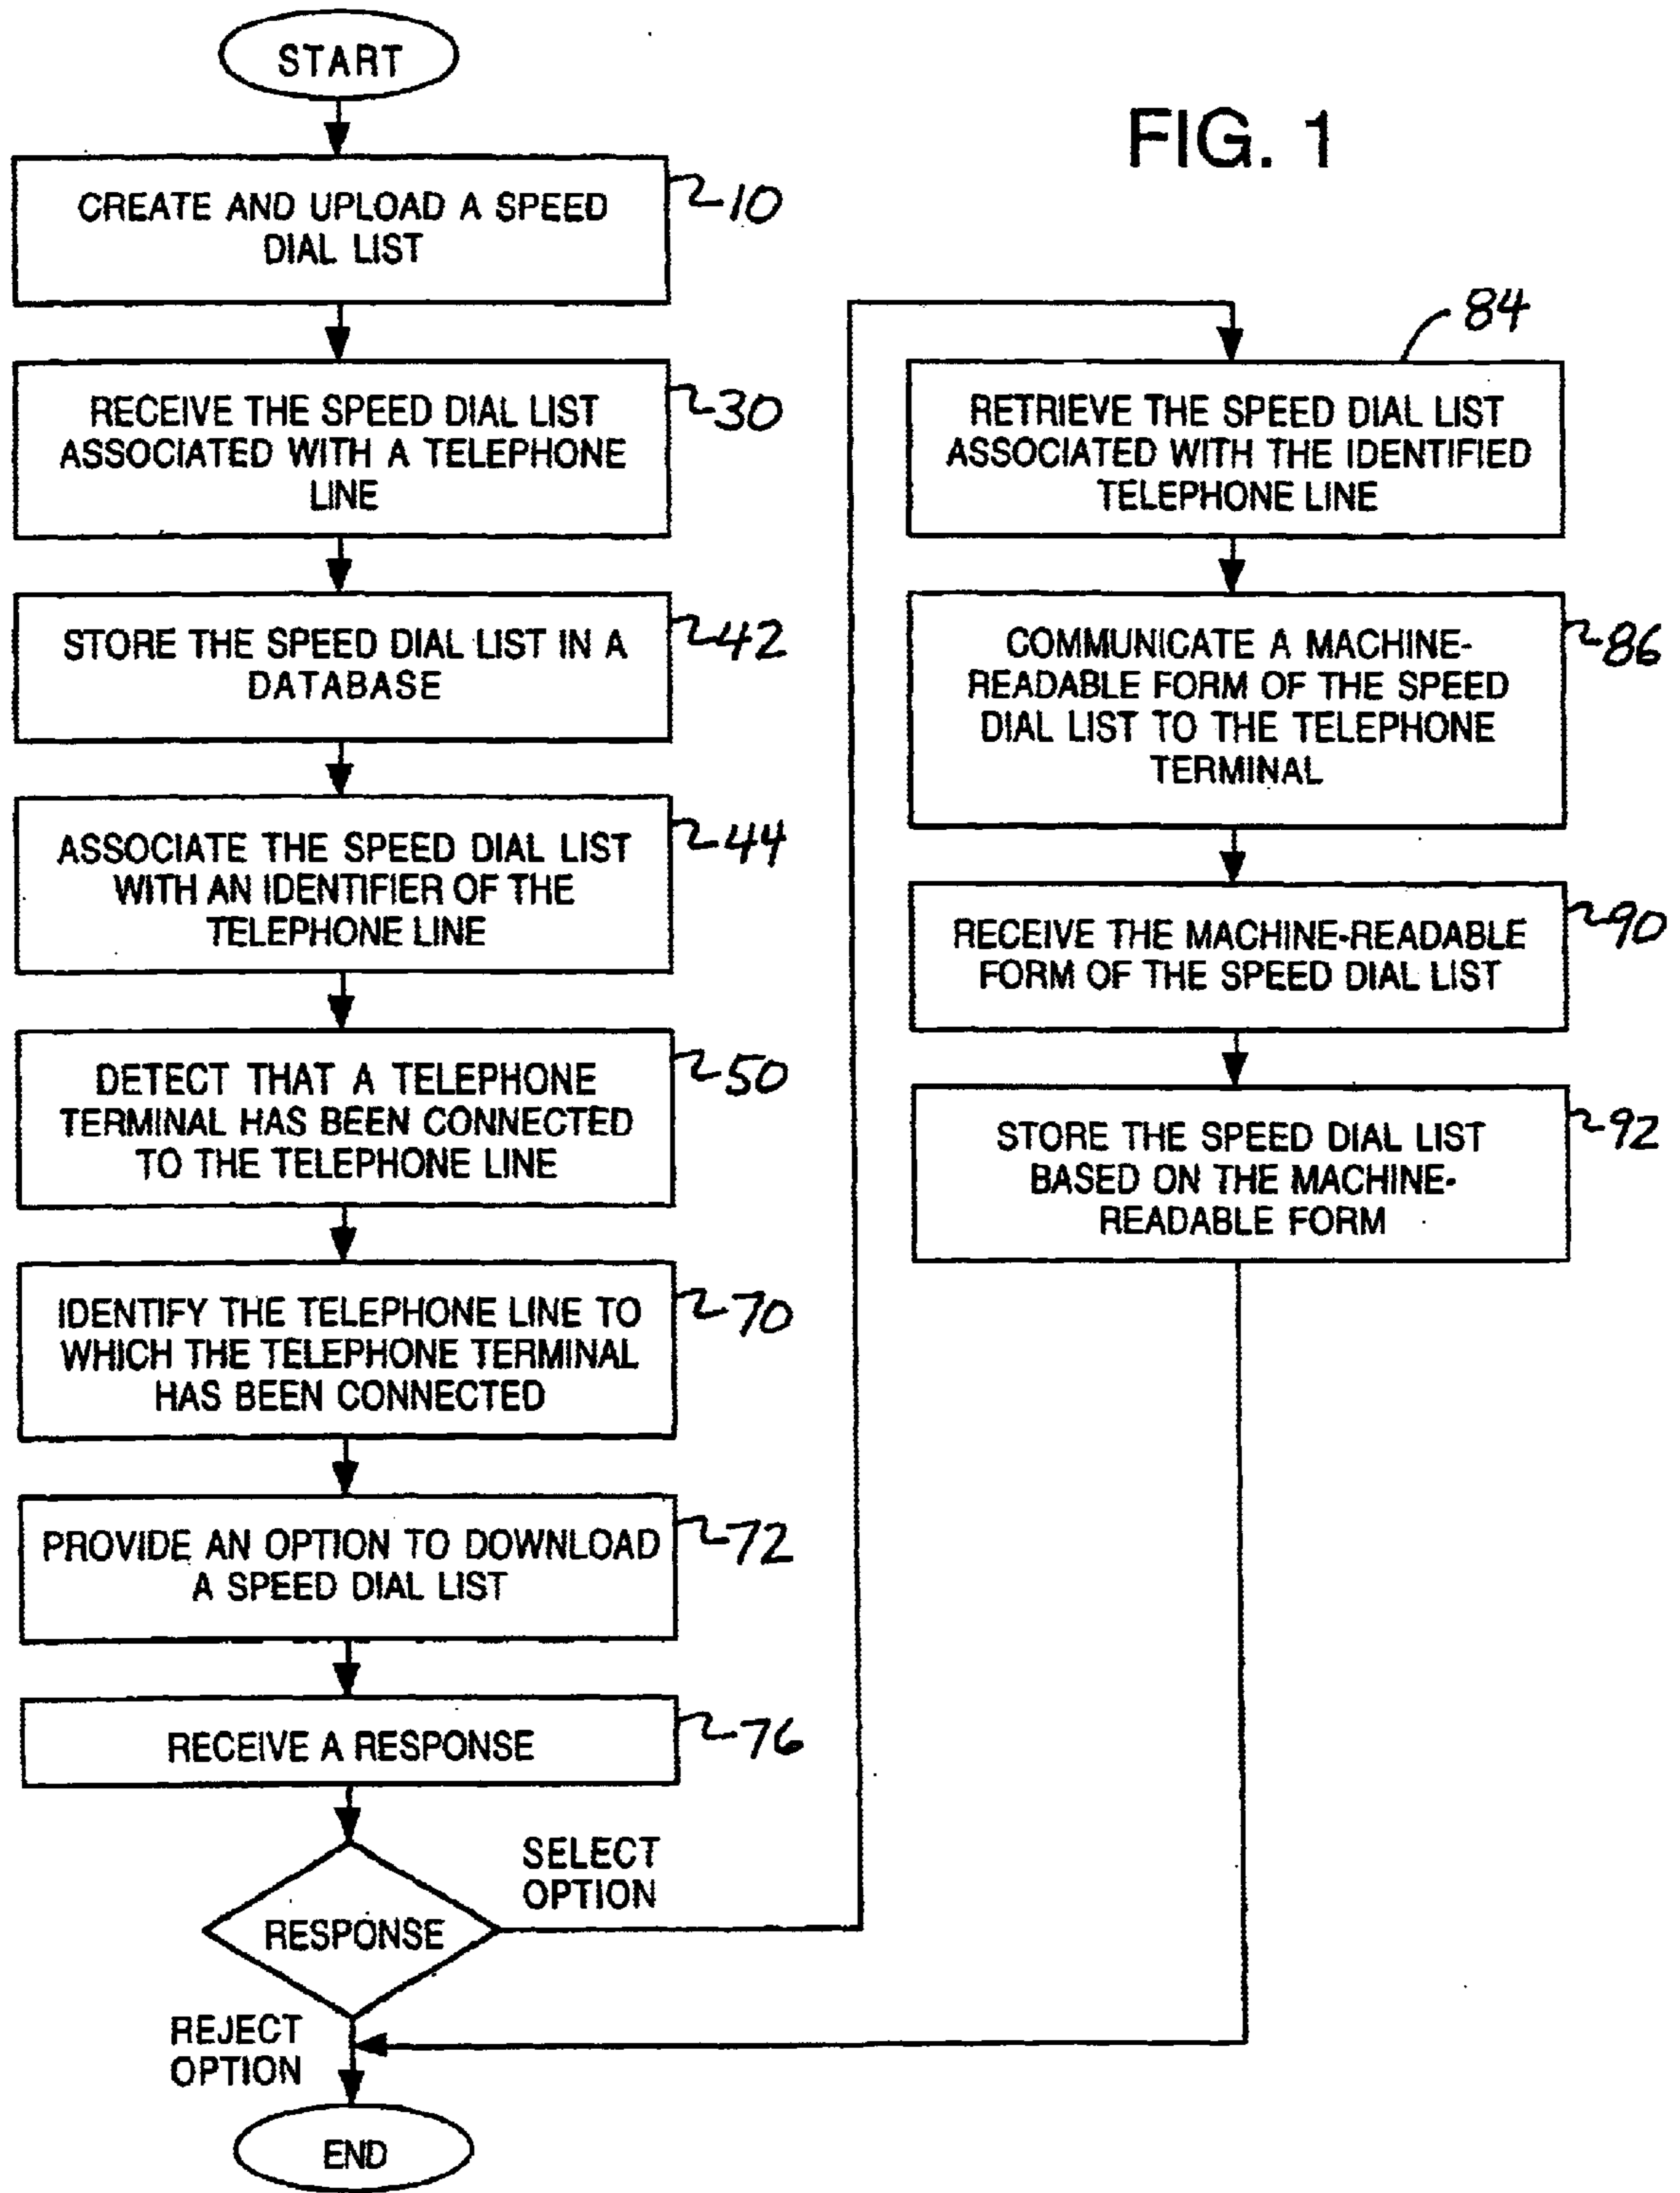 START
FIG. 1
CREATE AND UPLOAD A SPEED
DIAL LIST
10
RECEIVE THE SPEED DIAL LIST
ASSOCIATED WITH A TELEPHONE
LINE
30
STORE THE SPEED DIAL LIST IN A
DATABASE
42
ASSOCIATE THE SPEED DIAL LIST
WITH AN IDENTIFIER OF THE
TELEPHONE LINE
44
DETECT THAT A TELEPHONE
TERMINAL HAS BEEN CONNECTED
TO THE TELEPHONE LINE
50
IDENTIFY THE TELEPHONE LINE TO
WHICH THE TELEPHONE TERMINAL
HAS BEEN CONNECTED
70
PROVIDE AN OPTION TO DOWNLOAD
A SPEED DIAL LIST
72
RECEIVE A RESPONSE
76
RESPONSE
SELECT
OPTION
REJECT
OPTION
END
84
RETRIEVE THE SPEED DIAL LIST
ASSOCIATED WITH THE IDENTIFIED
TELEPHONE LINE
COMMUNICATE A MACHINE-
READABLE FORM OF THE SPEED
DIAL LIST TO THE TELEPHONE
TERMINAL
86
RECEIVE THE MACHINE-READABLE
FORM OF THE SPEED DIAL LIST
90
STORE THE SPEED DIAL LIST
BASED ON THE MACHINE-
READABLE FORM
92